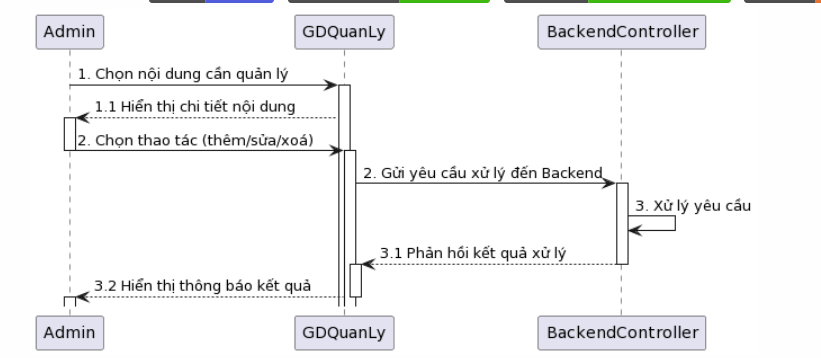 Admin
GDQuanLy
BackendController
1. Chọn nội dung cần quản lý
1.1 Hiển thị chi tiết nội dung
2. Chọn thao tác (thêm/sửa/xoá)
2. Gửi yêu cầu xử lý đến Backend
3. Xử lý yêu cầu
3.1 Phản hồi kết quả xử lý
3.2 Hiển thị thông báo kết quả
Admin
GDQuanLy
BackendController